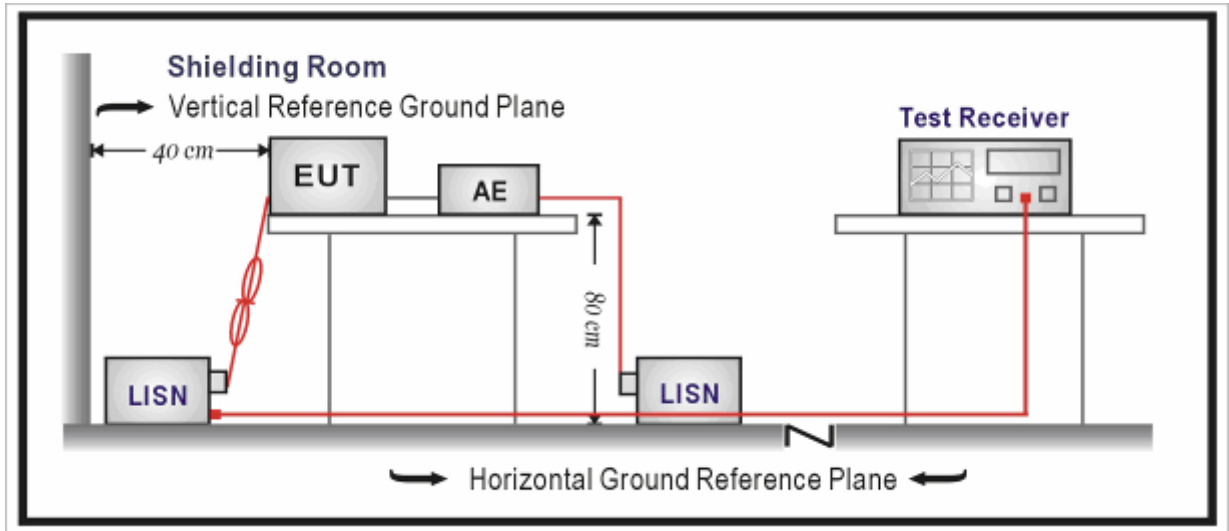 Shielding Room
Vertical Reference Ground Plane
Test Receiver
40 cm
EUT
AE
80 cm
LISN
LISN
Horizontal Ground Reference Plane